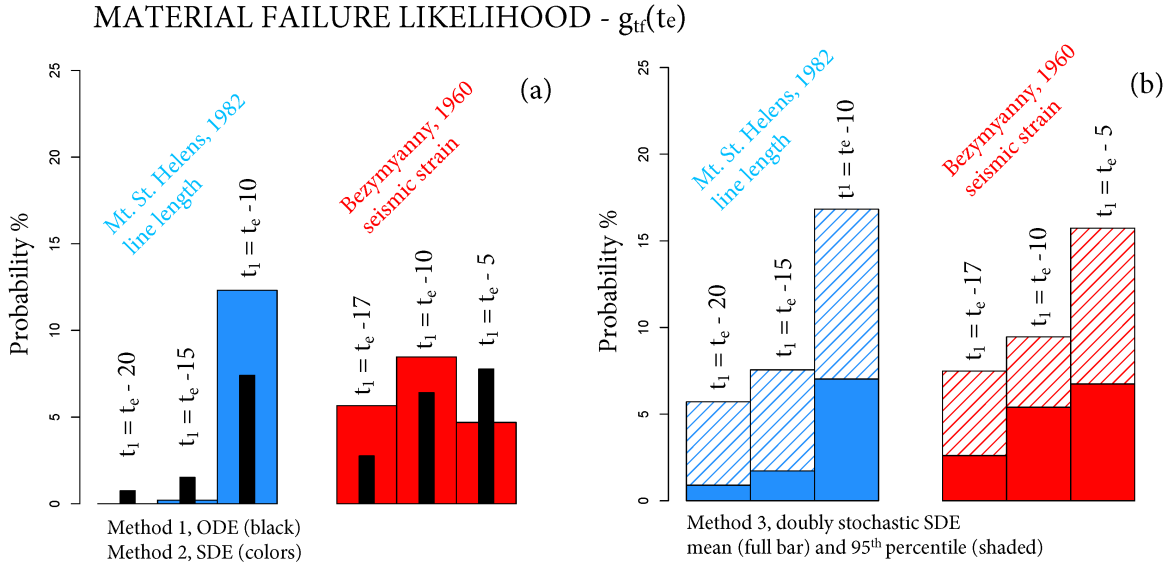 MATERIAL FAILURE LIKELIHOOD - gtf(te)
(a)
Probability %
0
5
10
15
20
25
Mt. St. Helens, 1982
line length
t1 = te - 20
t1 = te -15
t1 = te -10
Bezymyanny, 1960
seismic strain
t1 = te -17
t1 = te -10
t1 = te - 5
Method 1, ODE (black)
Method 2, SDE (colors)
(b)
Probability %
0
5
10
15
20
25
Mt. St. Helens, 1982
line length
t1 = te - 20
t1 = te -15
t1 = te -10
Bezymyanny, 1960
seismic strain
t1 = te -17
t1 = te -10
t1 = te - 5
Method 3, doubly stochastic SDE
mean (full bar) and 95th percentile (shaded)